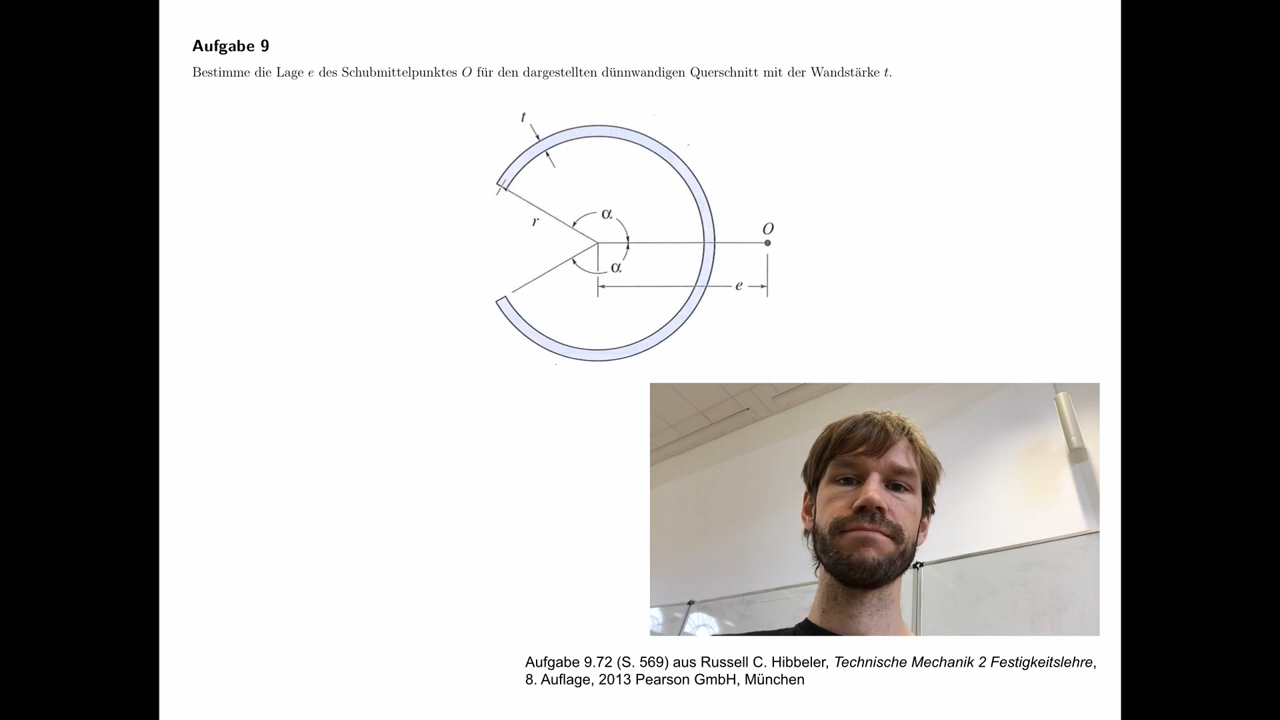 Aufgabe 9
Bestimme die Lage e des Schubmittelpunktes O für den dargestellten dünnwandigen Querschnitt mit der Wandstärke t.
t
r
α
α
O
e
Aufgabe 9.72 (S. 569) aus Russell C. Hibbeler, Technische Mechanik 2 Festigkeitslehre,
8. Auflage, 2013 Pearson GmbH, München